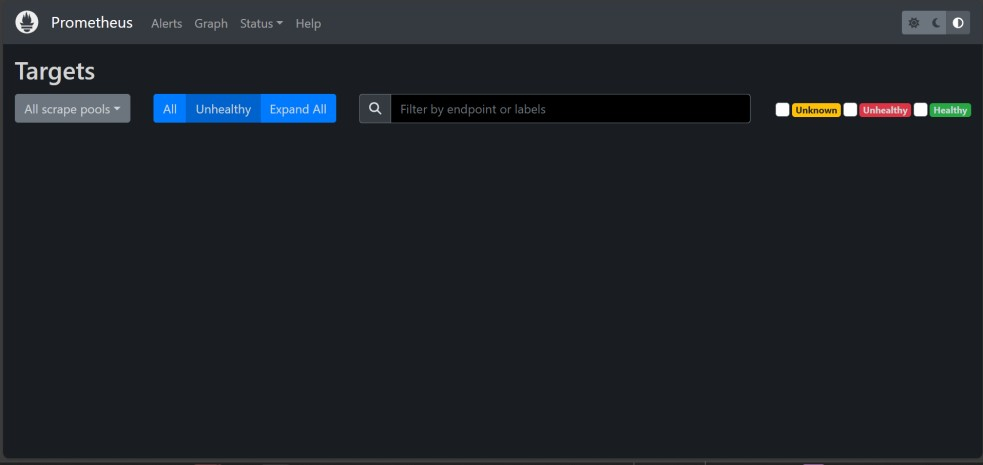 Prometheus Alerts Graph Status Help
Targets
All scrape pools All Unhealthy Expand All Filter by endpoint or labels Unknown Unhealthy Healthy